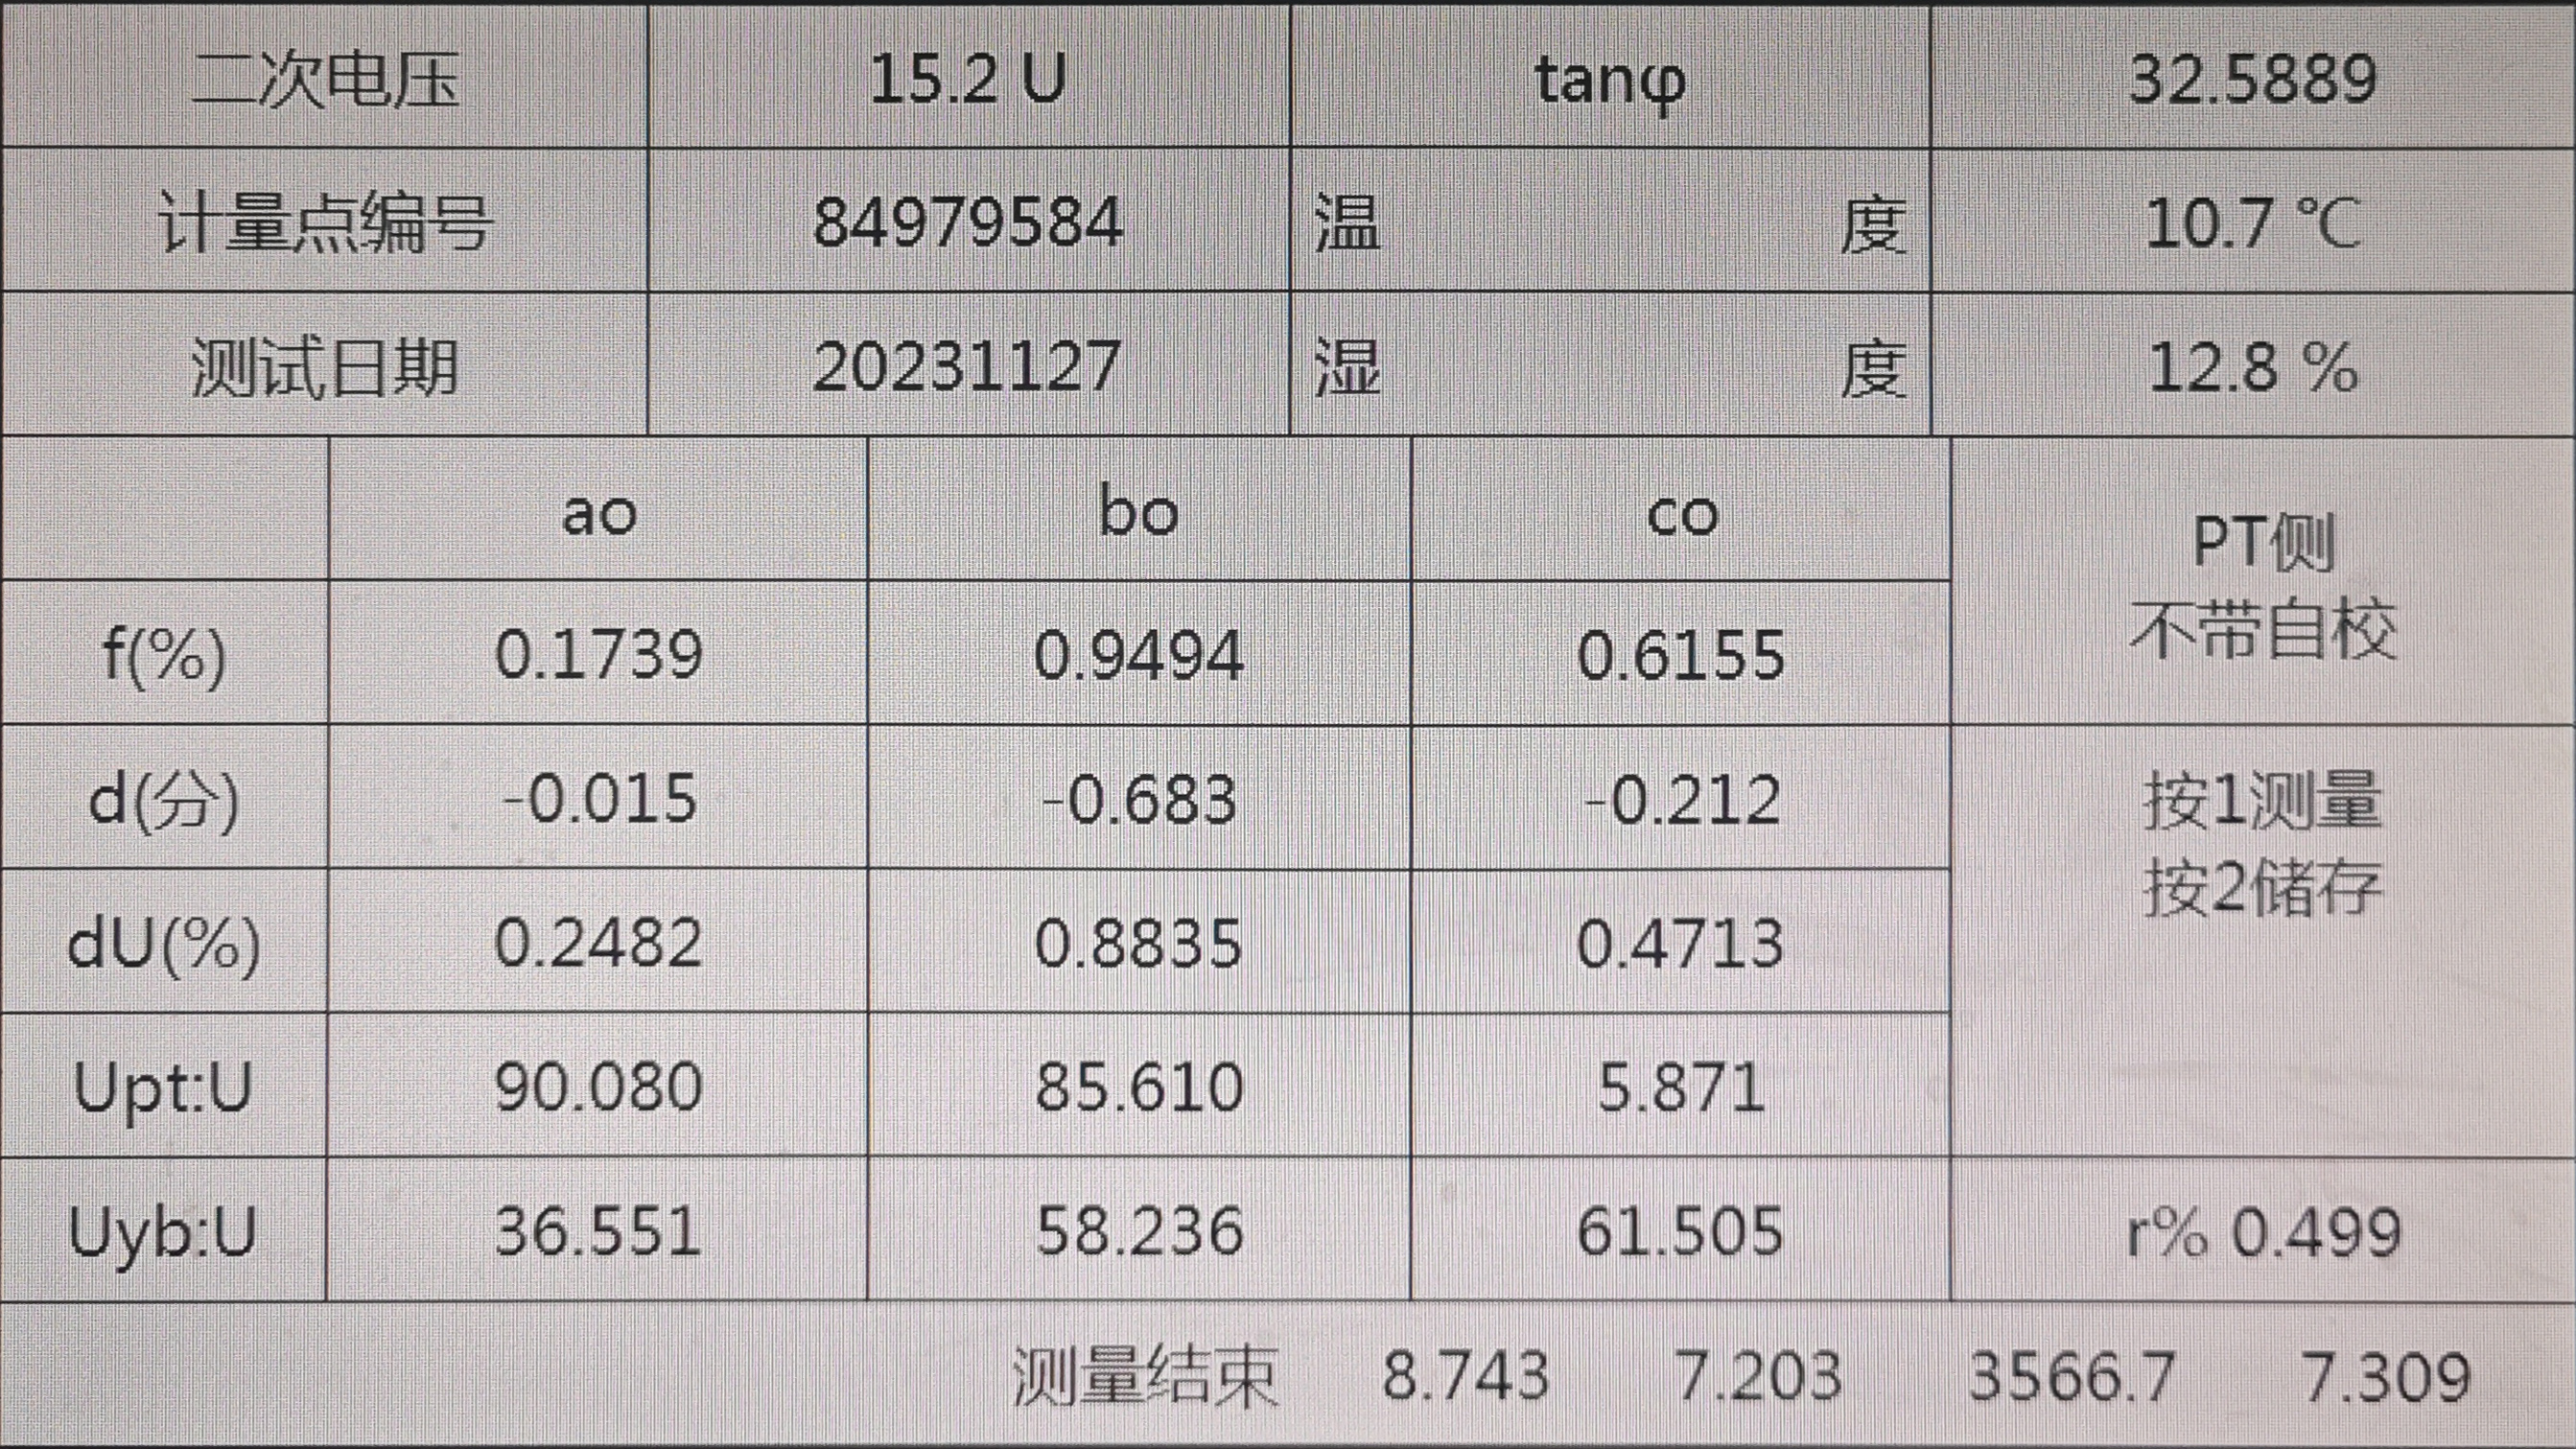 二次电压 15.2 U tanφ 32.5889
计量点编号 84979584 温 度 10.7 ℃
测试日期 20231127 湿 度 12.8 %
ao bo co
PT侧
不带自校
f(%) 0.1739 0.9494 0.6155
d(分) -0.015 -0.683 -0.212
按1测量
按2储存
dU(%) 0.2482 0.8835 0.4713
Upt:U 90.080 85.610 5.871
Uyb:U 36.551 58.236 61.505 r% 0.499
测量结束 8.743 7.203 3566.7 7.309